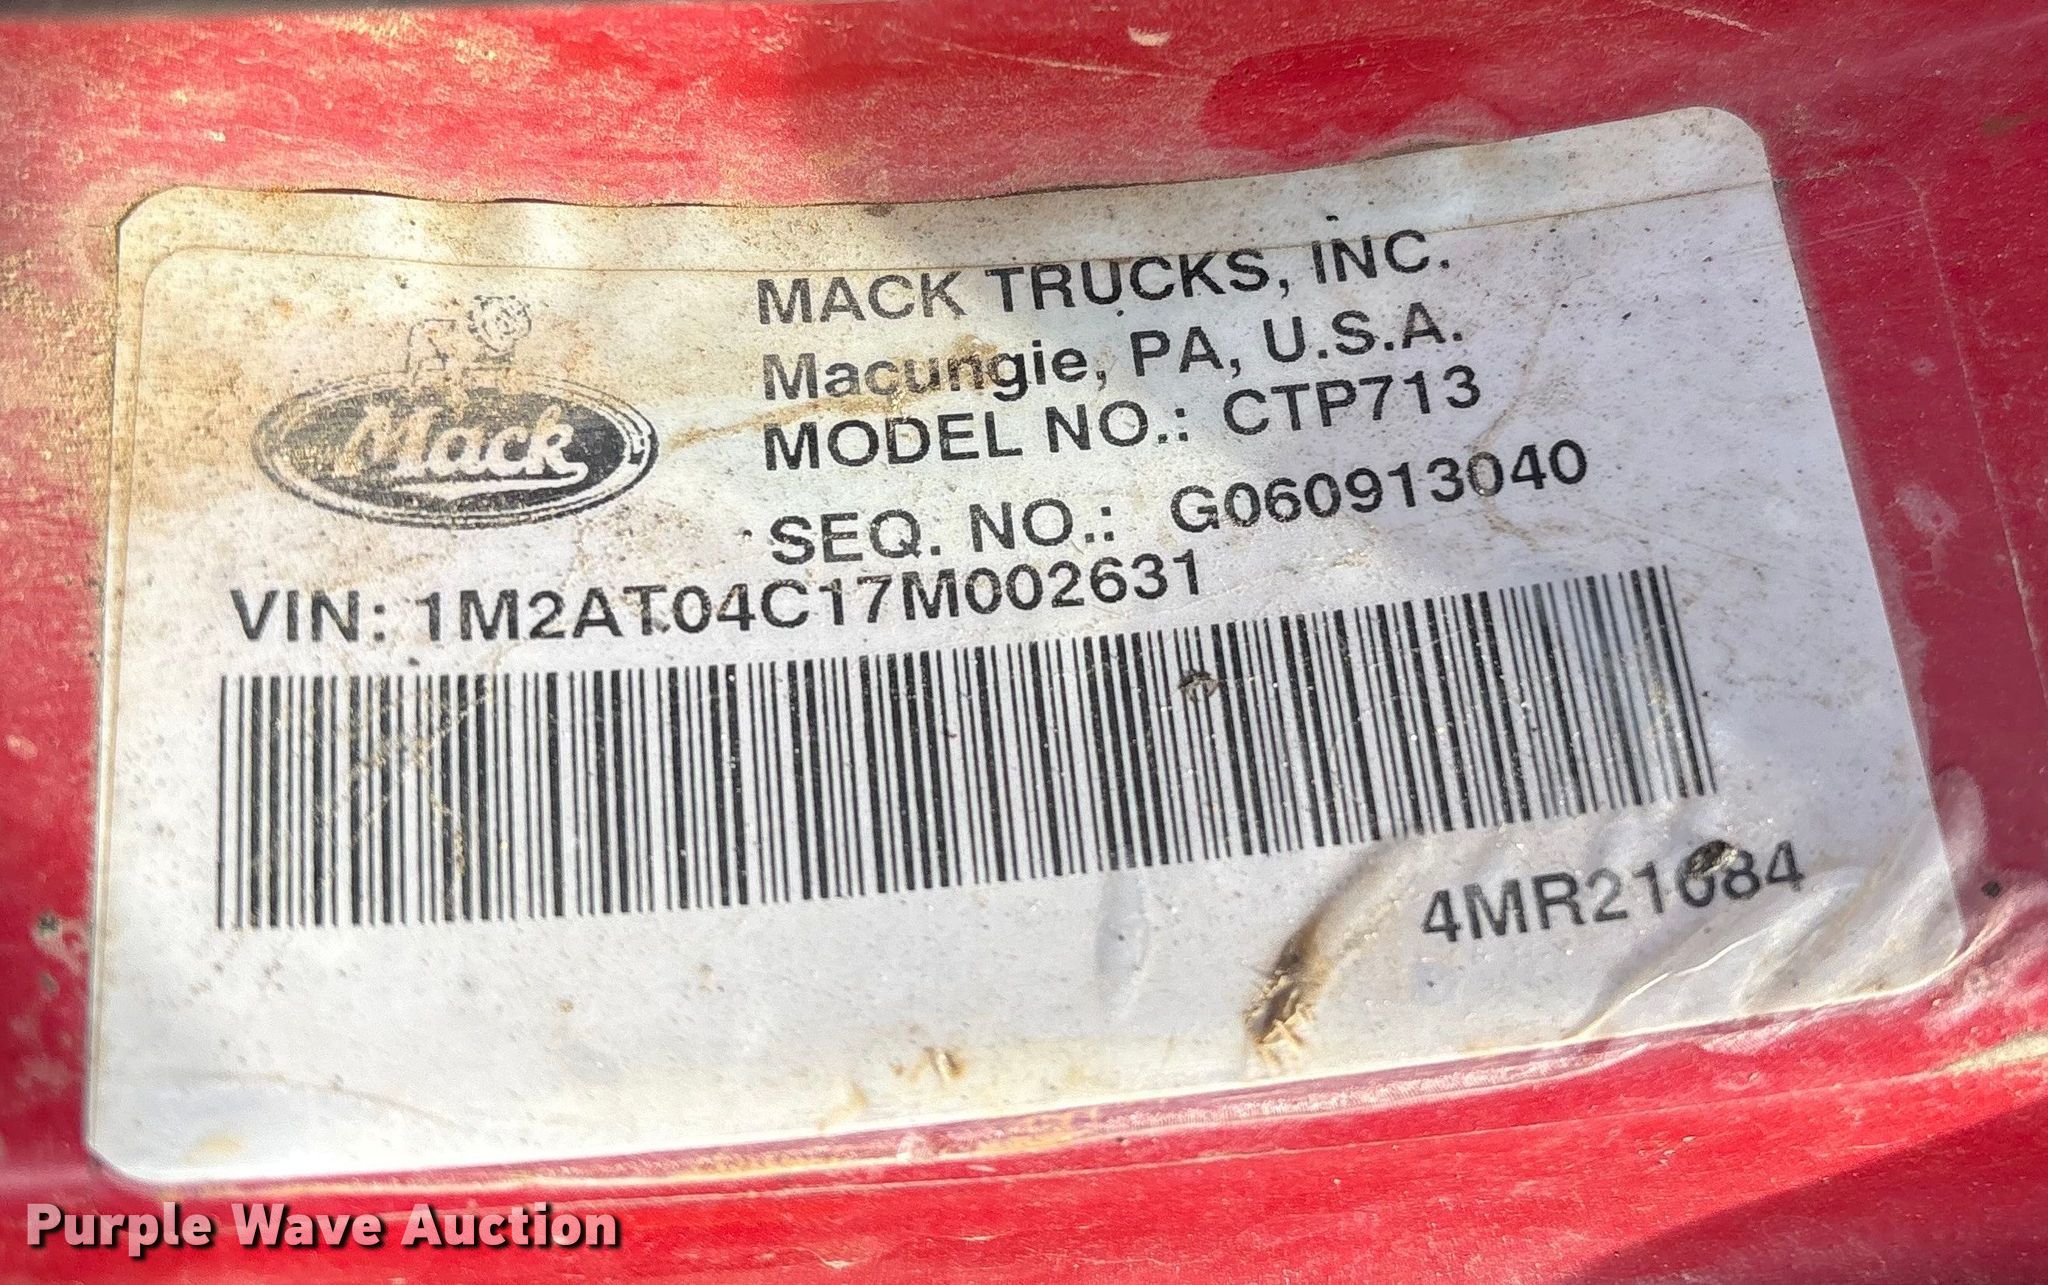 MACK TRUCKS, INC.
Macungie, PA, U.S.A.
MODEL NO.: CTP713
SEQ. NO.: G060913040
Mack
VIN: 1M2AT04C17M002631
4MR21684
Purple Wave Auction